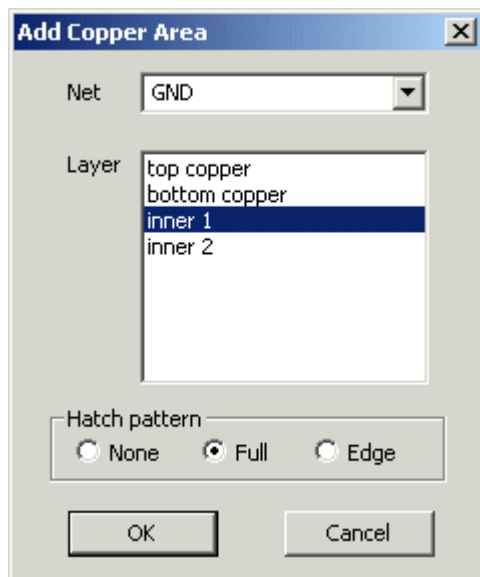 Add Copper Area
Net GND
Layer top copper
bottom copper
inner 1
inner 2
Hatch pattern
None Full Edge
OK Cancel